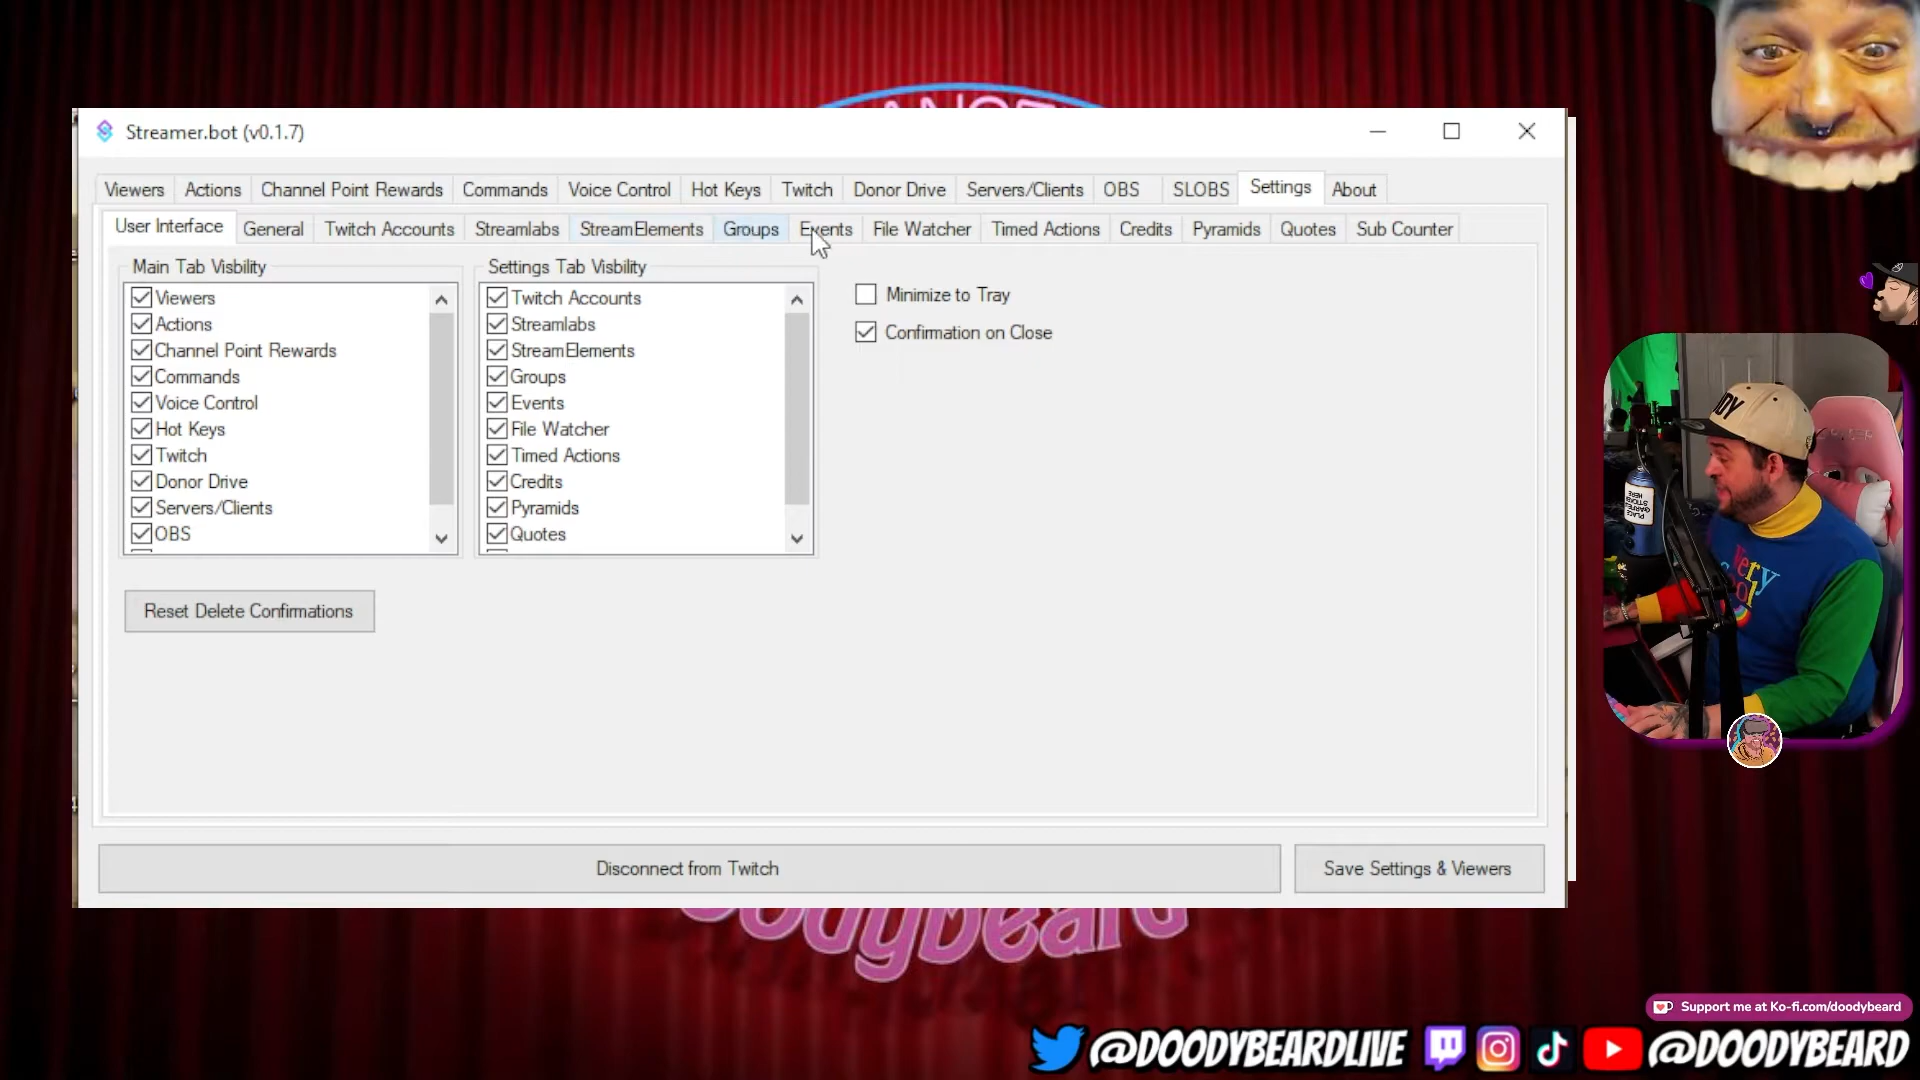 Streamer.bot (v0.1.7)
Viewers Actions Channel Point Rewards Commands Voice Control Hot Keys Twitch Donor Drive Servers/Clients OBS SLOBS Settings About
User Interface General Twitch Accounts Streamlabs StreamElements Groups Events File Watcher Timed Actions Credits Pyramids Quotes Sub Counter
Main Tab Visbility
Viewers
Actions
Channel Point Rewards
Commands
Voice Control
Hot Keys
Twitch
Donor Drive
Servers/Clients
OBS
Settings Tab Visbility
Twitch Accounts
Streamlabs
StreamElements
Groups
Events
File Watcher
Timed Actions
Credits
Pyramids
Quotes
Minimize to Tray
Confirmation on Close
Reset Delete Confirmations
Disconnect from Twitch
Save Settings & Viewers
Doodybeard
Support me at Ko-fi.com/doodybeard
@DOODYBEARDLIVE
@DOODYBEARD